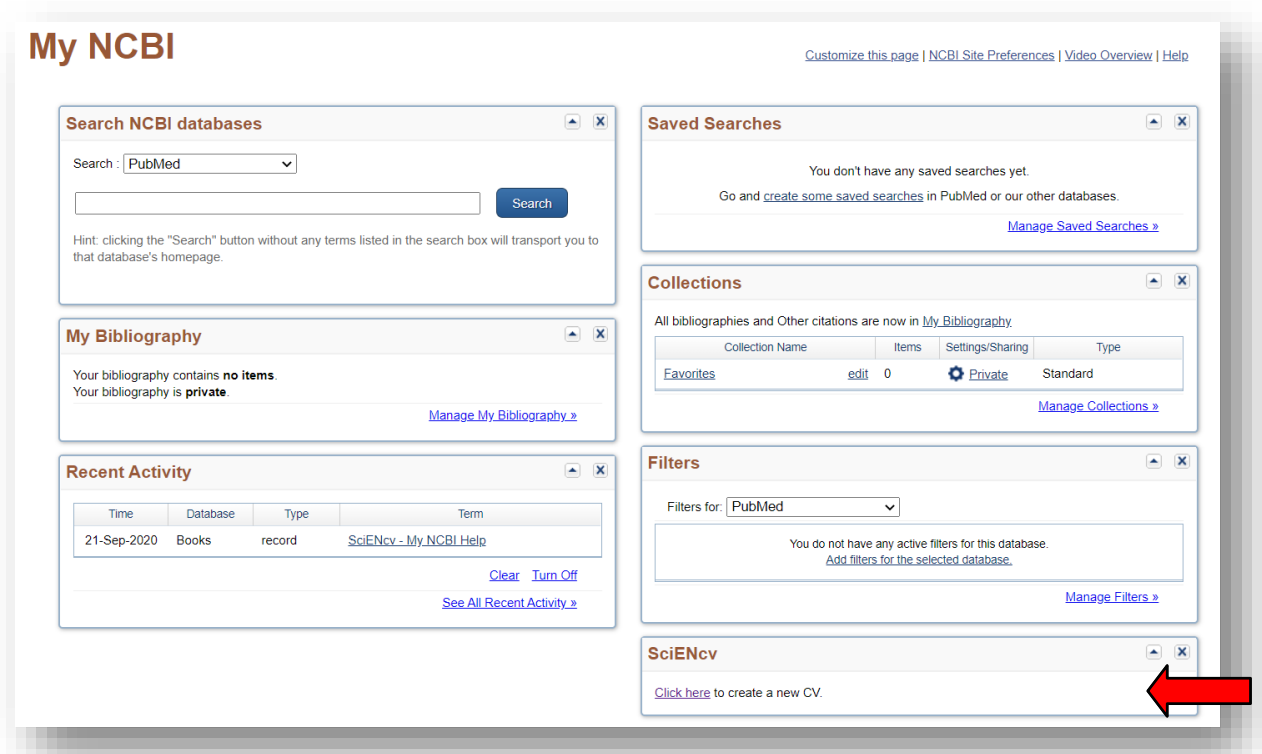 My NCBI
Customize this page | NCBI Site Preferences | Video Overview | Help
Search NCBI databases
Search : PubMed
Search
Hint: clicking the "Search" button without any terms listed in the search box will transport you to
that database's homepage.
My Bibliography
Your bibliography contains no items.
Your bibliography is private.
Manage My Bibliography »
Recent Activity
Time Database Type Term
21-Sep-2020 Books record SciENcv - My NCBI Help
Clear Turn Off
See All Recent Activity »
Saved Searches
You don't have any saved searches yet.
Go and create some saved searches in PubMed or our other databases.
Manage Saved Searches »
Collections
All bibliographies and Other citations are now in My Bibliography
Collection Name Items Settings/Sharing Type
Favorites edit 0 Private Standard
Manage Collections »
Filters
Filters for: PubMed
You do not have any active filters for this database.
Add filters for the selected database.
Manage Filters »
SciENcv
Click here to create a new CV.